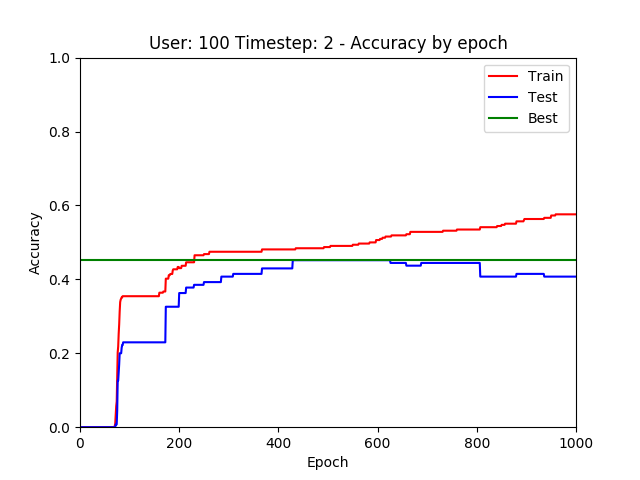 User: 100 Timestep: 2 - Accuracy by epoch
1.0
0.8
0.6
0.4
0.2
0.0
Accuracy
Train
Test
Best
0 200 400 600 800 1000
Epoch